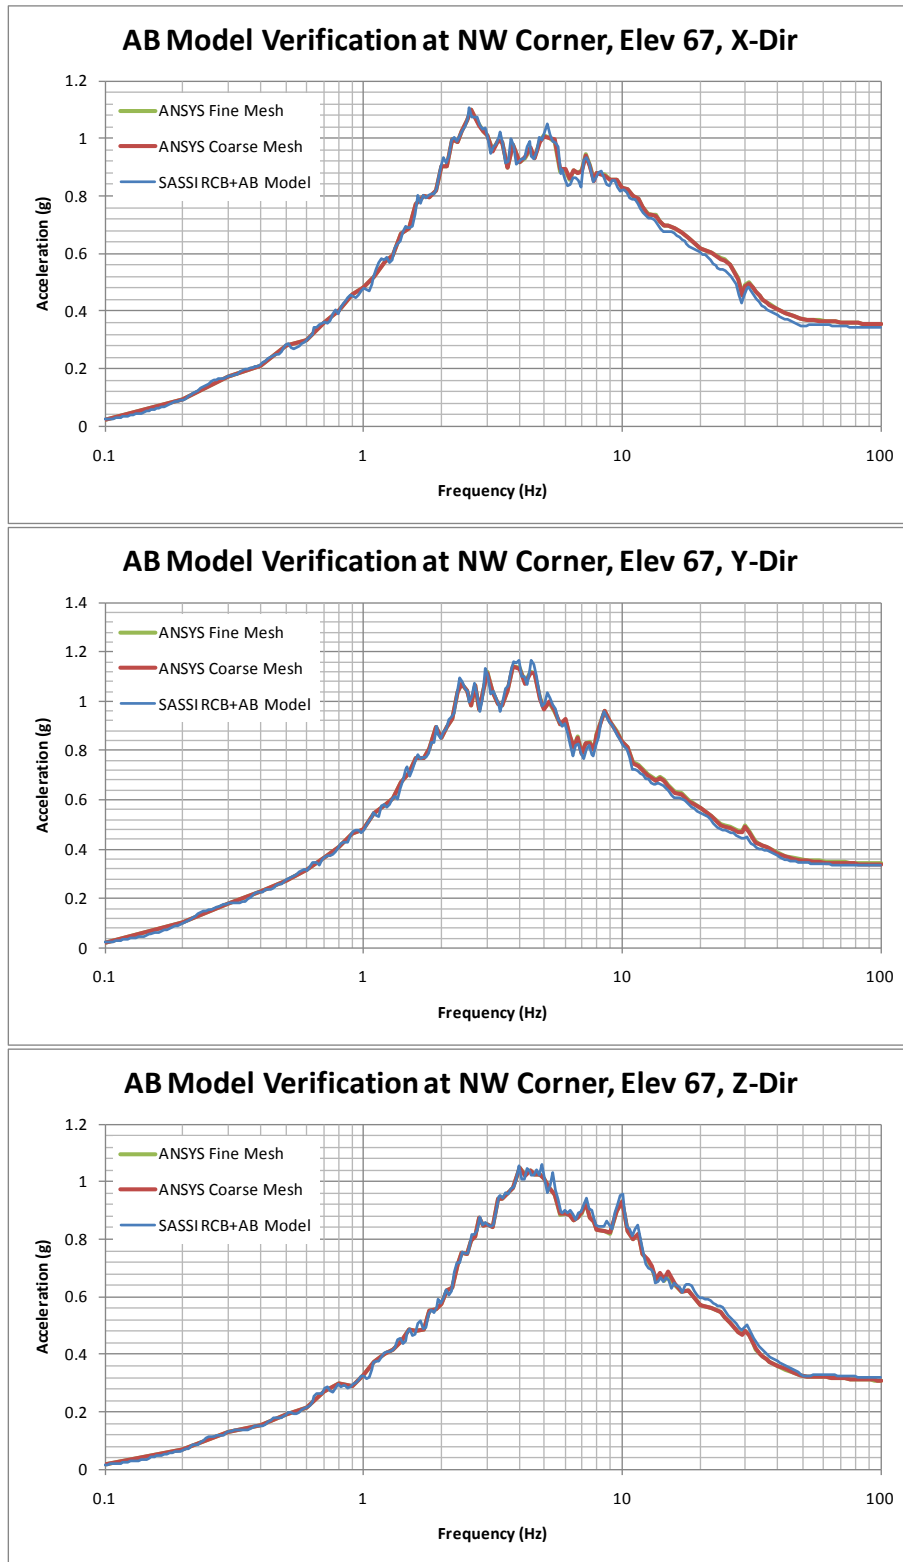 AB Model Verification at NW Corner, Elev 67, X-Dir
1.2
ANSYS Fine Mesh
1
ANSYS Coarse Mesh
0.8
SASSI RCB+AB Model
Acceleration (g)
0.6
0.4
0.2
0
0.1
1
10
100
Frequency (Hz)
AB Model Verification at NW Corner, Elev 67, Y-Dir
1.4
ANSYS Fine Mesh
1.2
ANSYS Coarse Mesh
1
SASSI RCB+AB Model
Acceleration (g)
0.8
0.6
0.4
0.2
0
0.1
1
10
100
Frequency (Hz)
AB Model Verification at NW Corner, Elev 67, Z-Dir
1.2
ANSYS Fine Mesh
1
ANSYS Coarse Mesh
0.8
SASSI RCB+AB Model
Acceleration (g)
0.6
0.4
0.2
0
0.1
1
10
100
Frequency (Hz)